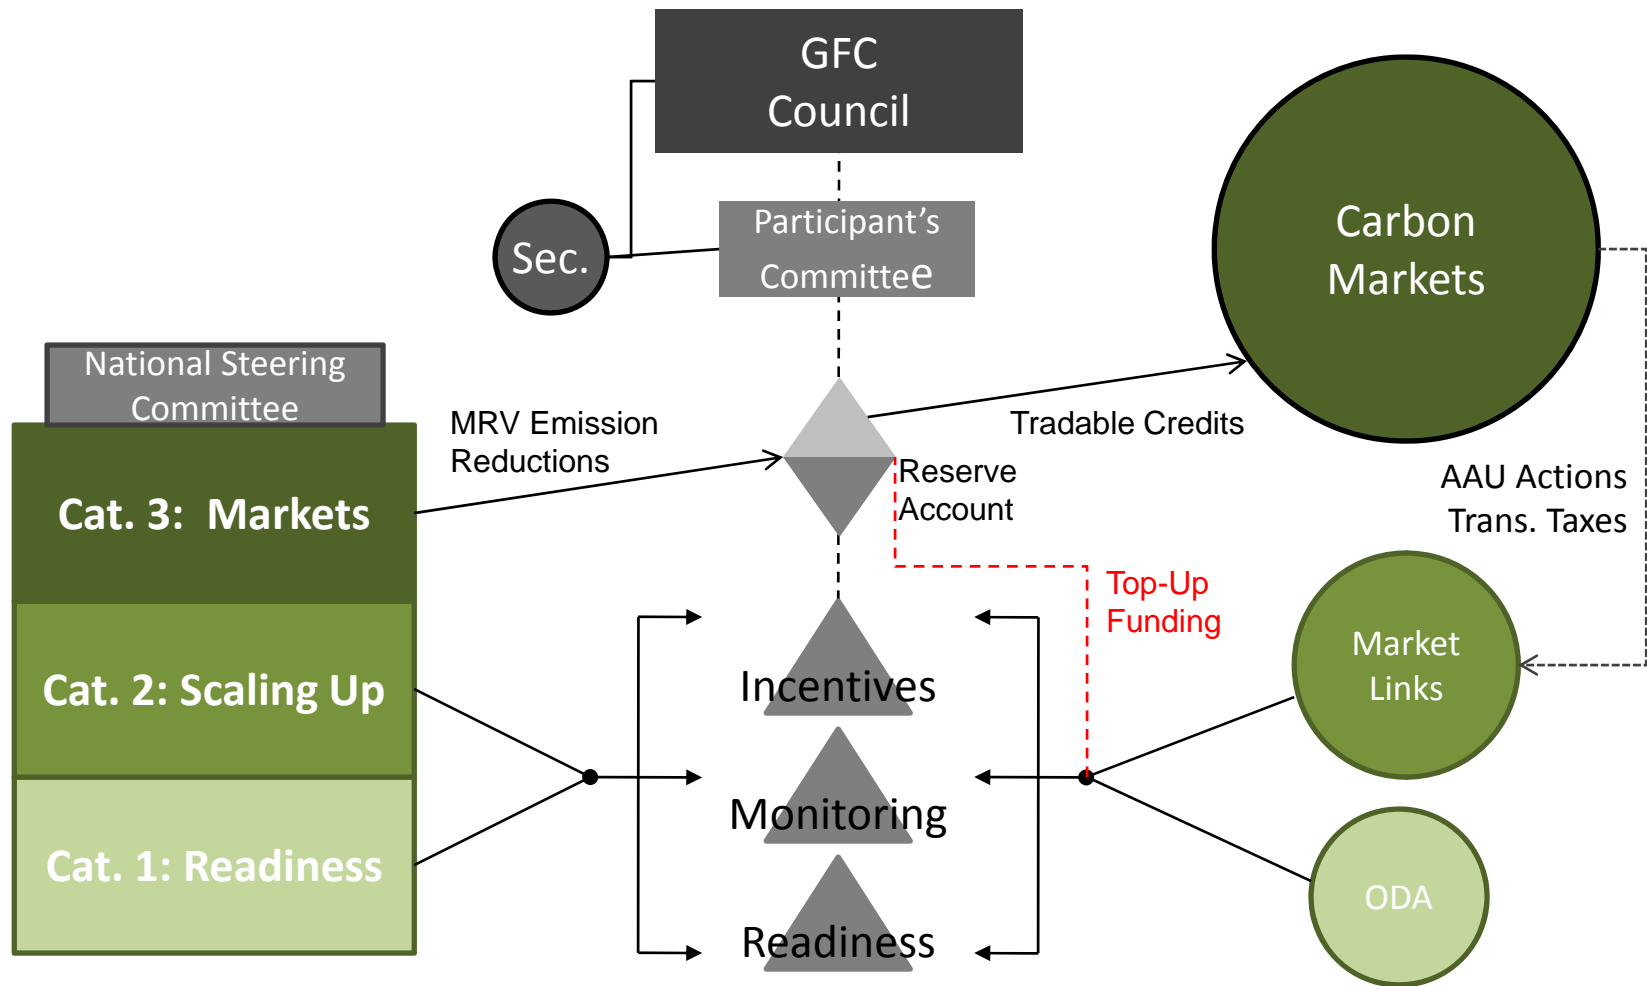 GFC
Council
Participant’s
Committee
Sec.
Carbon
Markets
National Steering
Committee
MRV Emission
Reductions
Tradable Credits
Reserve
Account
AAU Actions
Trans. Taxes
Cat. 3:  Markets
Cat. 2: Scaling Up
Cat. 1: Readiness
Top-Up
Funding
Incentives
Monitoring
Readiness
Market
Links
ODA